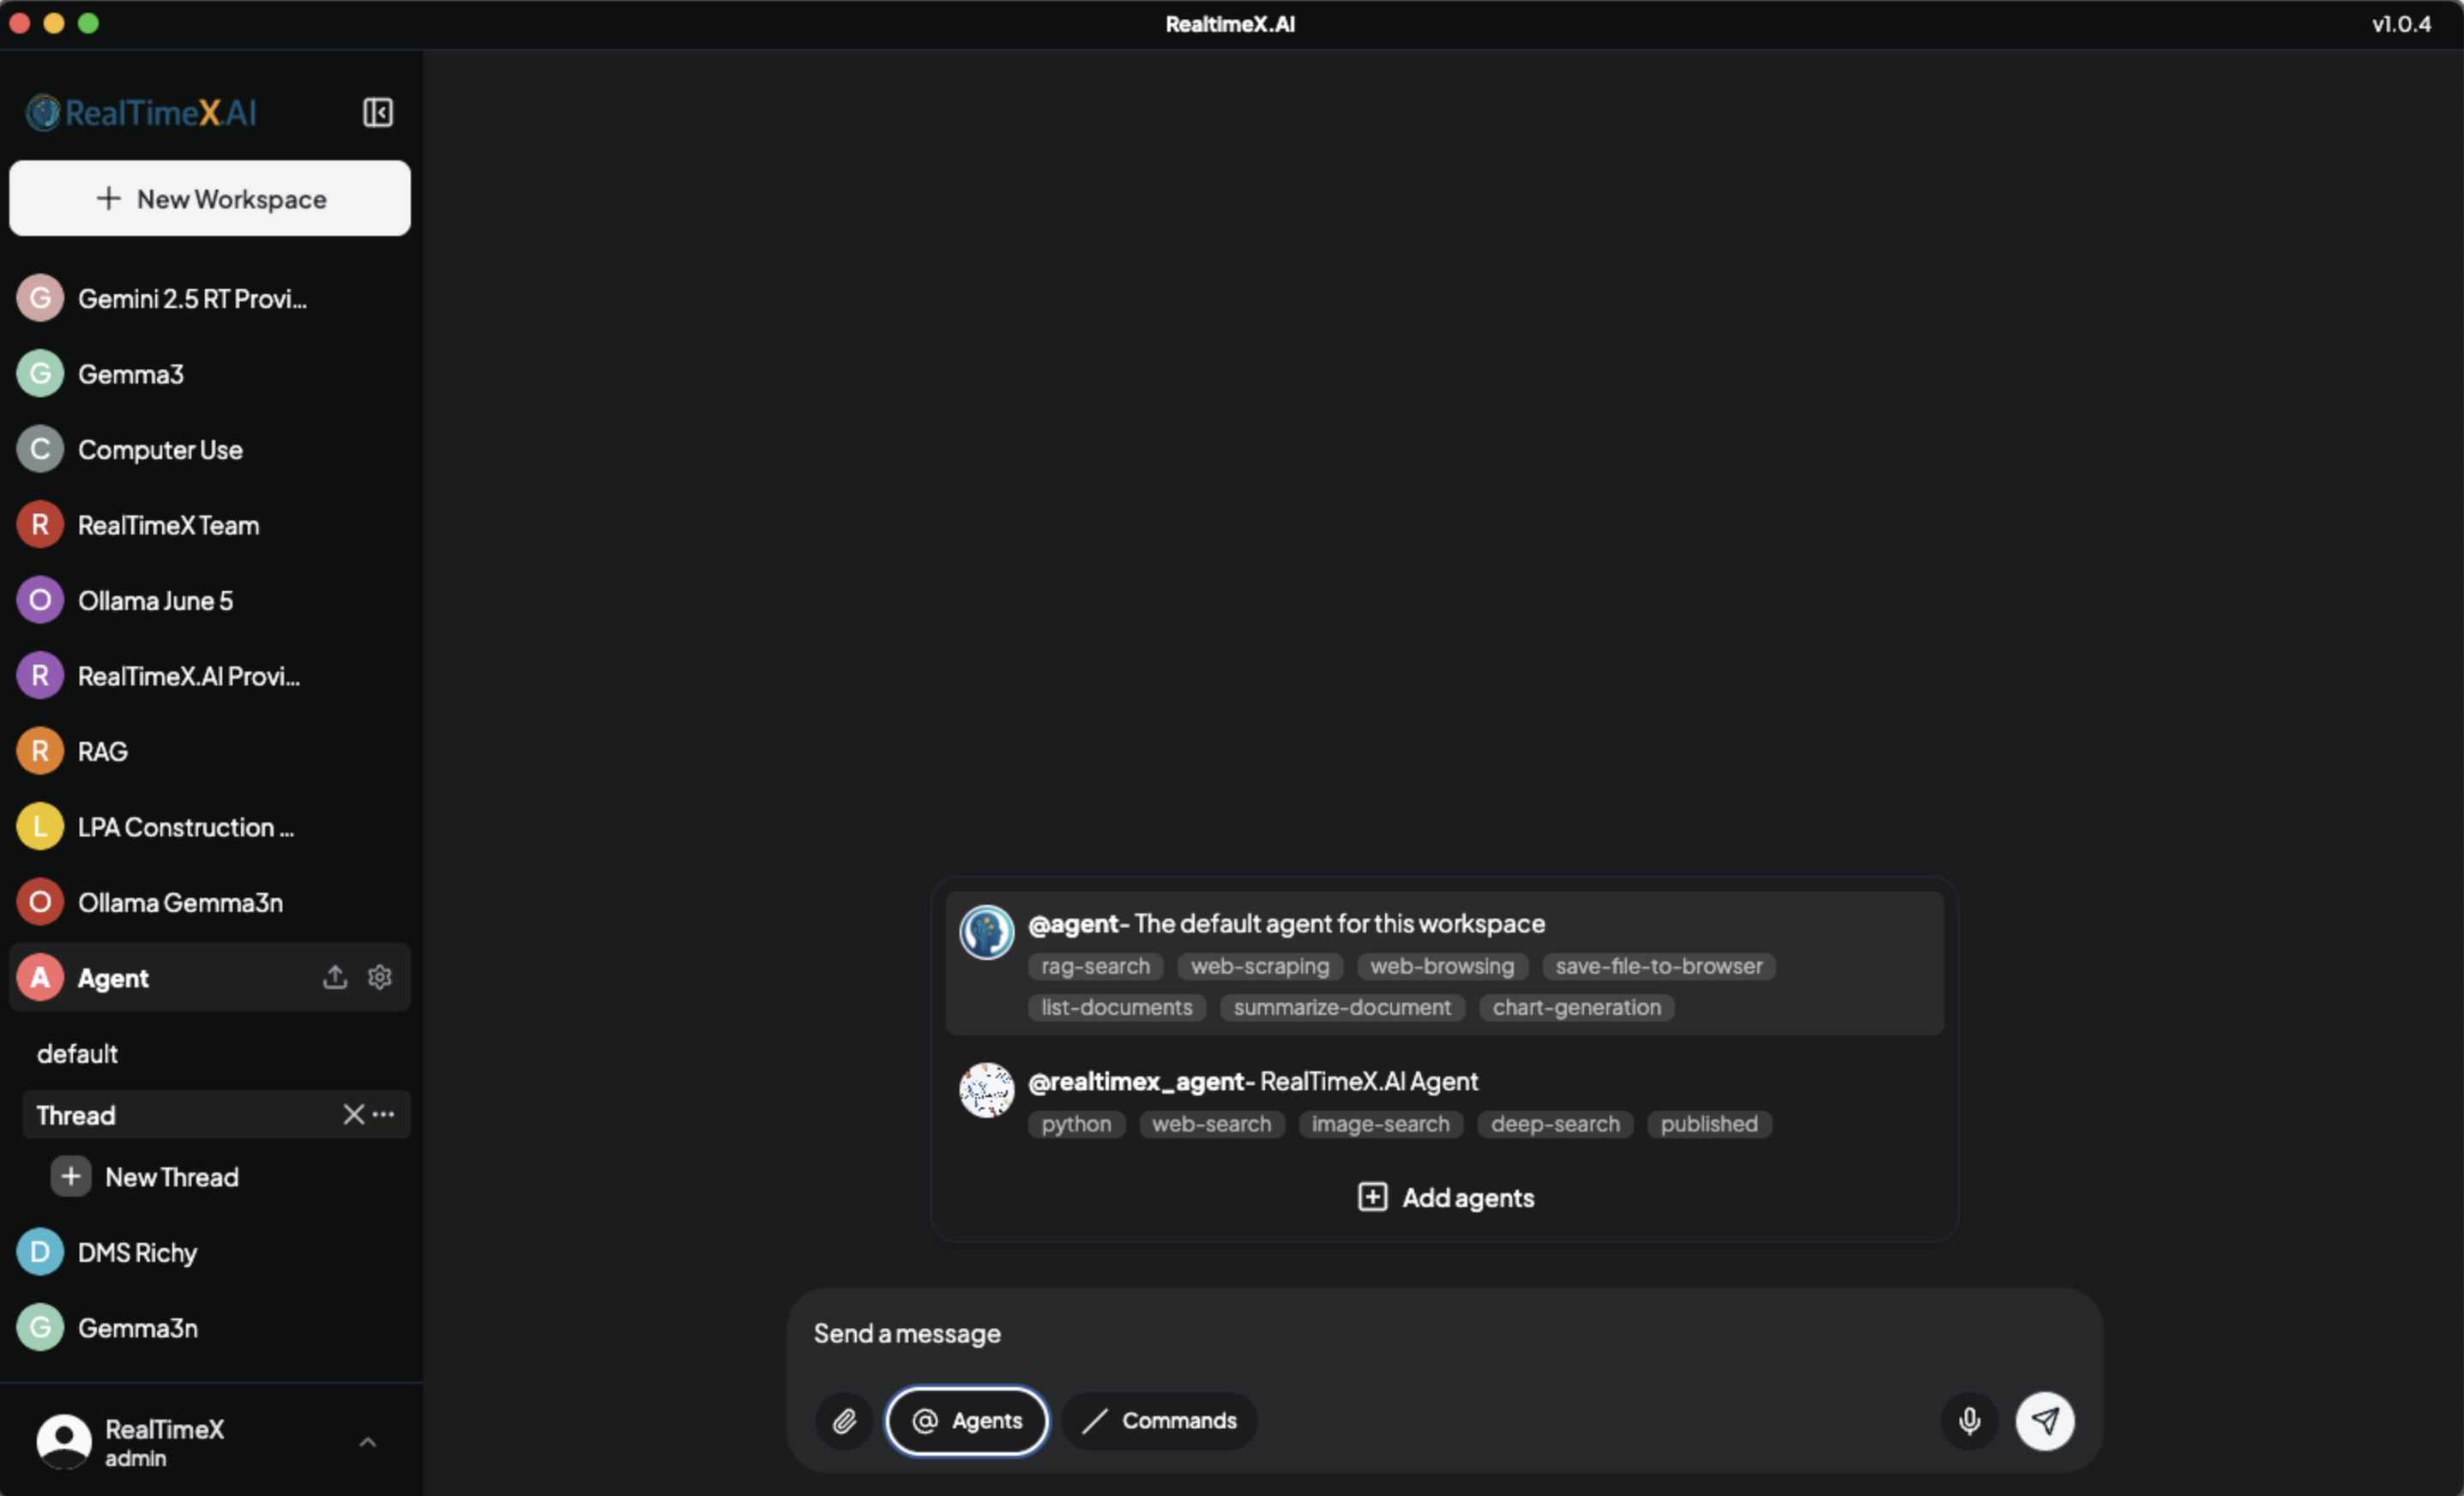 RealtimeX.AI
v1.0.4
RealTimeX.AI
New Workspace
G Gemini 2.5 RT Provi...
G Gemma3
C Computer Use
R RealTimeX Team
O Ollama June 5
R RealTimeX.AI Provi...
R RAG
L LPA Construction ...
O Ollama Gemma3n
A Agent
default
Thread
New Thread
D DMS Richy
G Gemma3n
RealTimeX
admin
@agent- The default agent for this workspace
rag-search web-scraping web-browsing save-file-to-browser
list-documents summarize-document chart-generation
@realtimex_agent- RealTimeX.AI Agent
python web-search image-search deep-search published
Add agents
Send a message
@ Agents
Commands